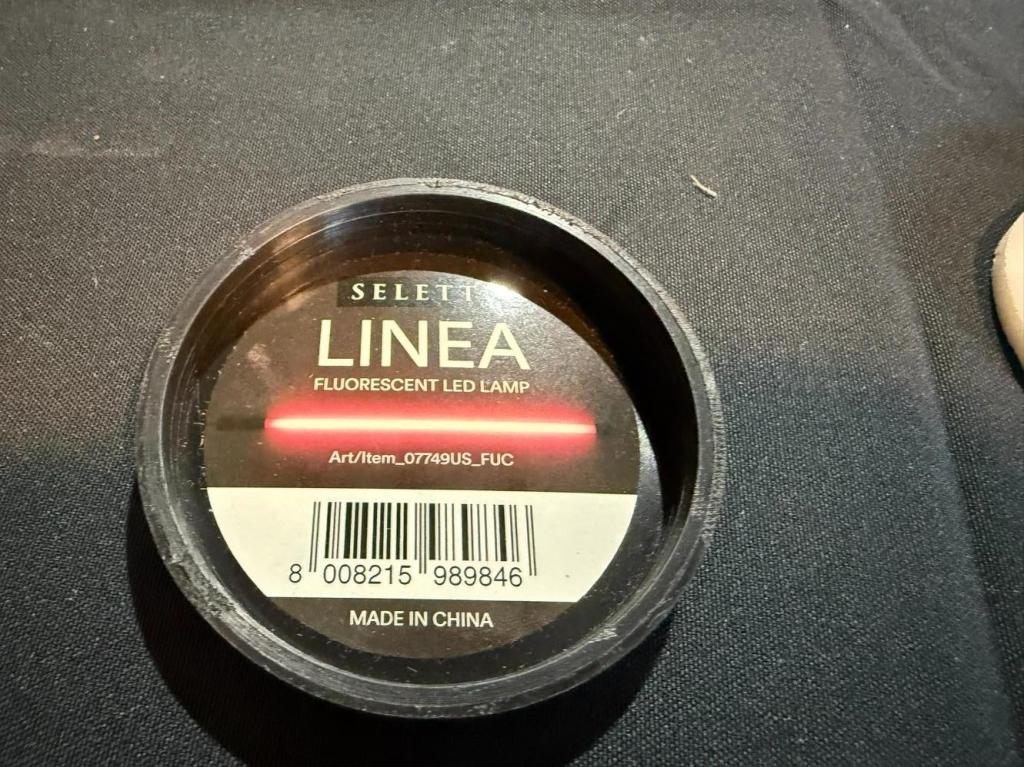 SELETT
LINEA
FLUORESCENT LED LAMP
Art/Item_07749US_FUC
8 008215 989846
MADE IN CHINA